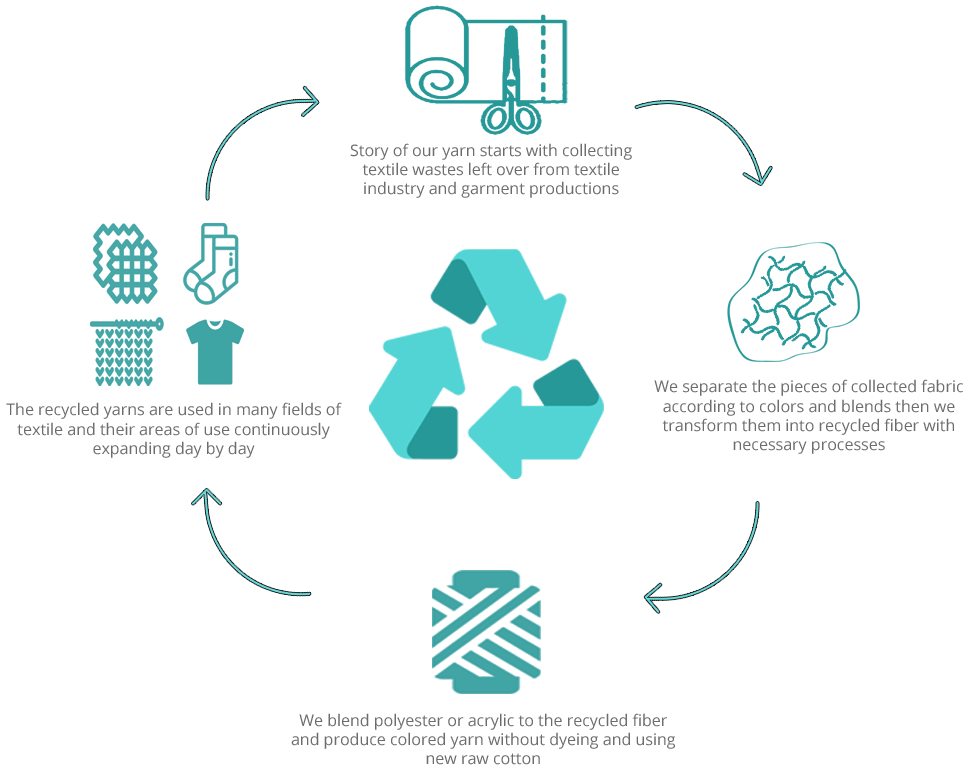 Story of our yarn starts with collecting
textile wastes left over from textile
industry and garment productions
We separate the pieces of collected fabric
according to colors and blends then we
transform them into recycled fiber with
necessary processes
We blend polyester or acrylic to the recycled fiber
and produce colored yarn without dyeing and using
new raw cotton
The recycled yarns are used in many fields of
textile and their areas of use continuously
expanding day by day